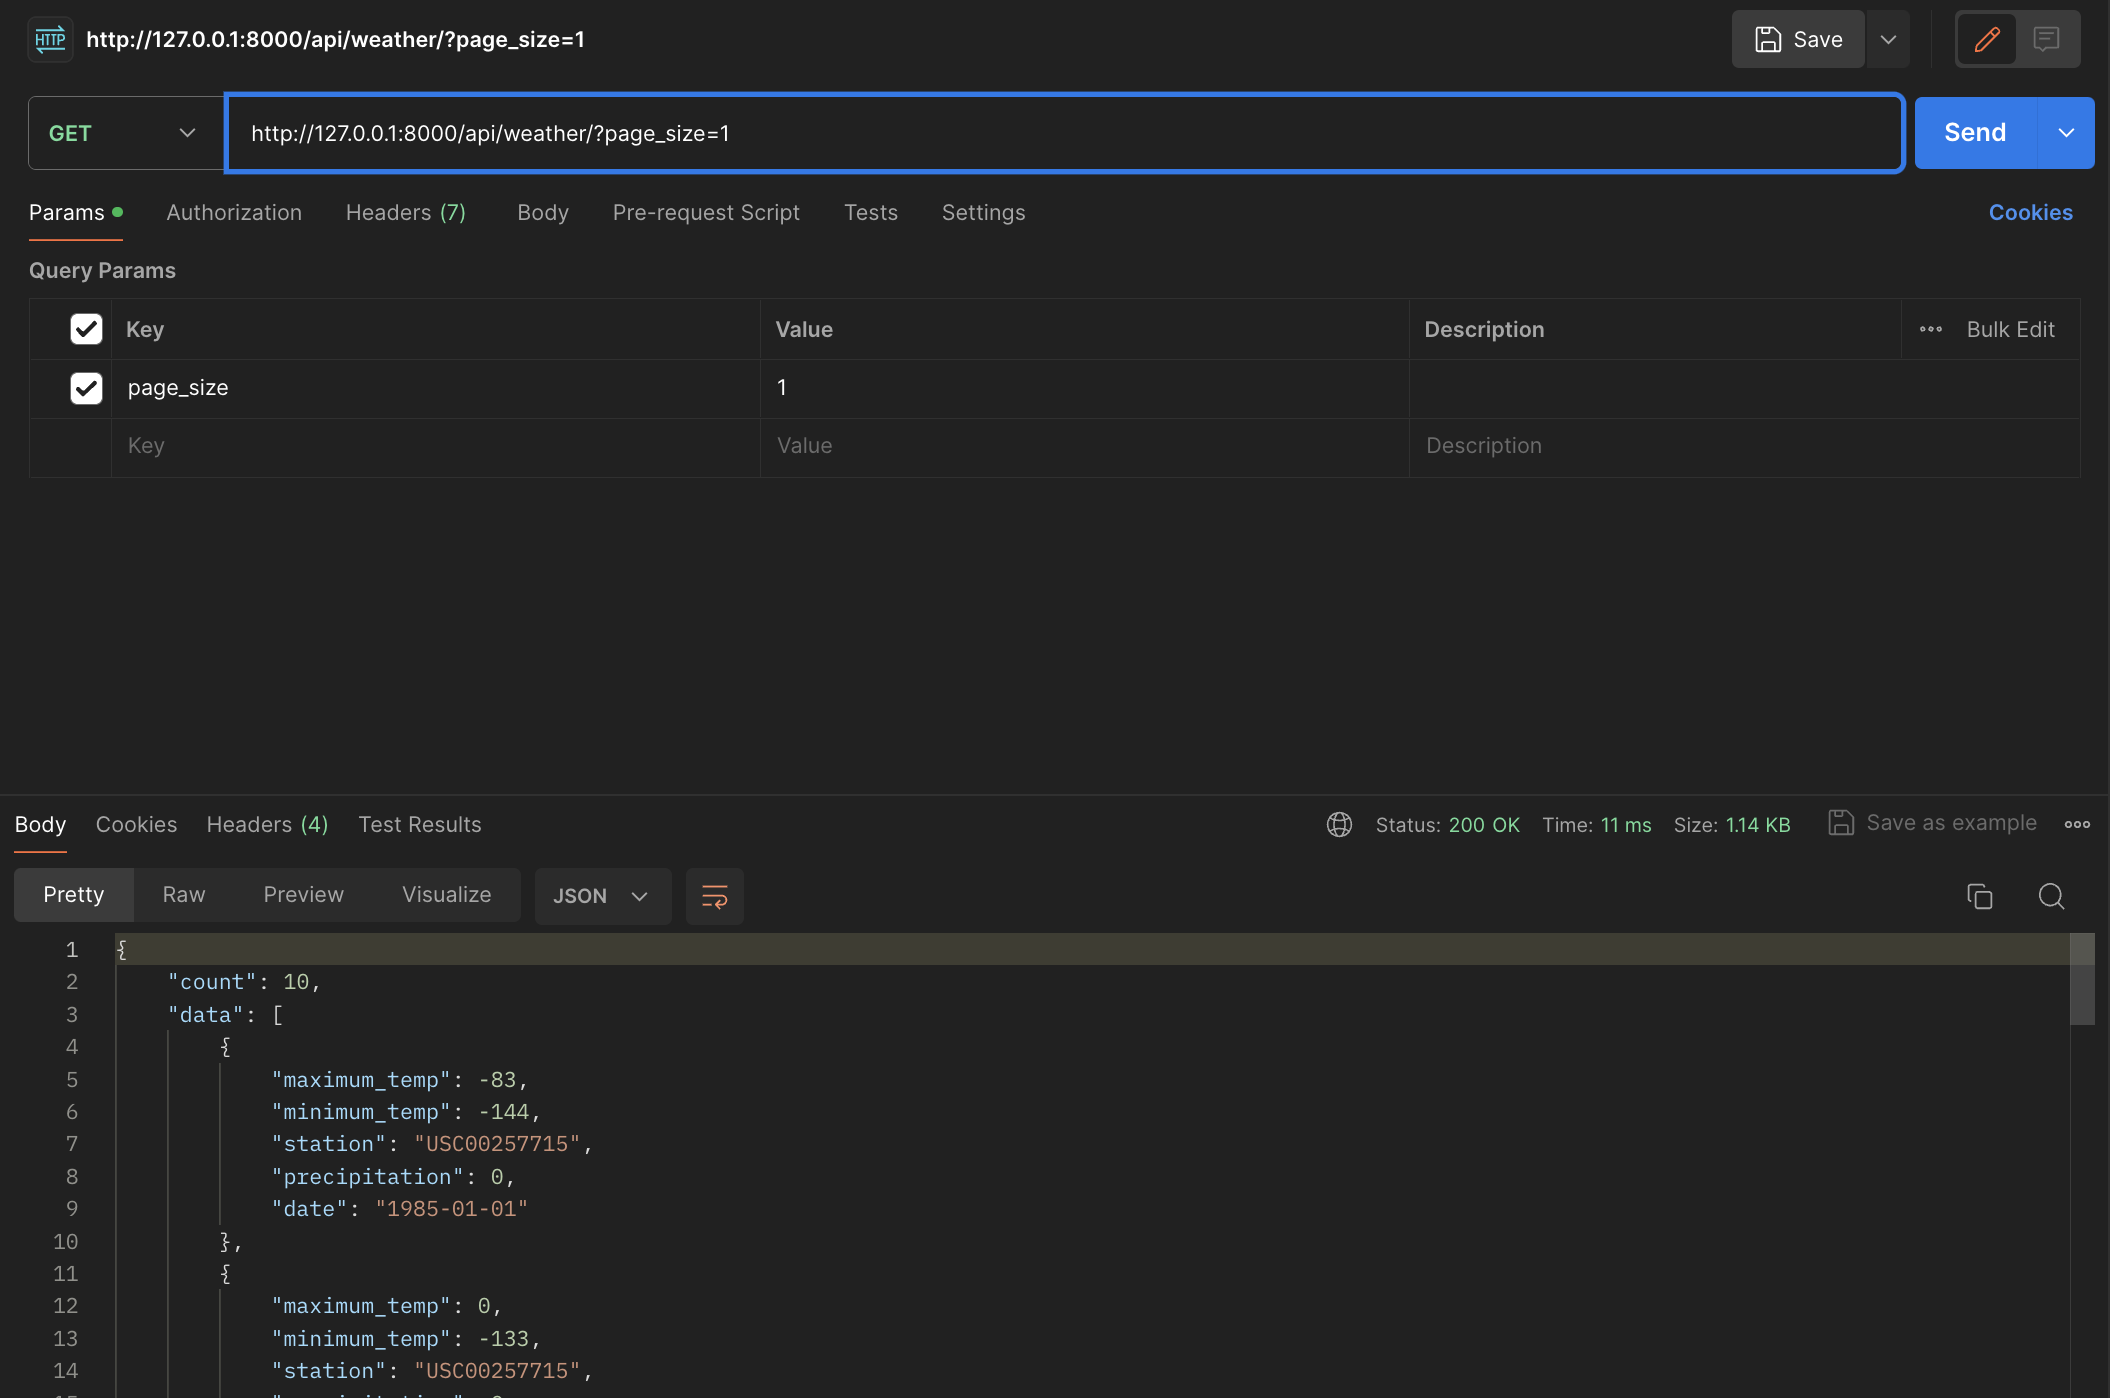 HTTP http://127.0.0.1:8000/api/weather/?page_size=1 Save
GET http://127.0.0.1:8000/api/weather/?page_size=1 Send
Params Authorization Headers (7) Body Pre-request Script Tests Settings Cookies
Query Params
Key Value Description Bulk Edit
page_size 1
Key Value Description
Body Cookies Headers (4) Test Results Status: 200 OK Time: 11 ms Size: 1.14 KB Save as example
Pretty Raw Preview Visualize JSON
1 {
2 "count": 10,
3 "data": [
4 {
5 "maximum_temp": -83,
6 "minimum_temp": -144,
7 "station": "USC00257715",
8 "precipitation": 0,
9 "date": "1985-01-01"
10 },
11 {
12 "maximum_temp": 0,
13 "minimum_temp": -133,
14 "station": "USC00257715",